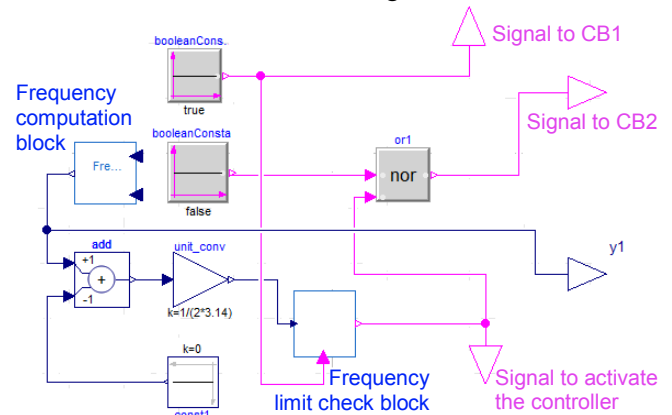 booleanCons..
Signal to CB1
true
Frequency
computation
block
booleanConsta
Signal to CB2
or1
Fre...
nor
false
add
unit_conv
y1
+1
+
-1
k=1/(2*3.14)
k=0
Frequency
limit check block
Signal to activate
the controller
const1